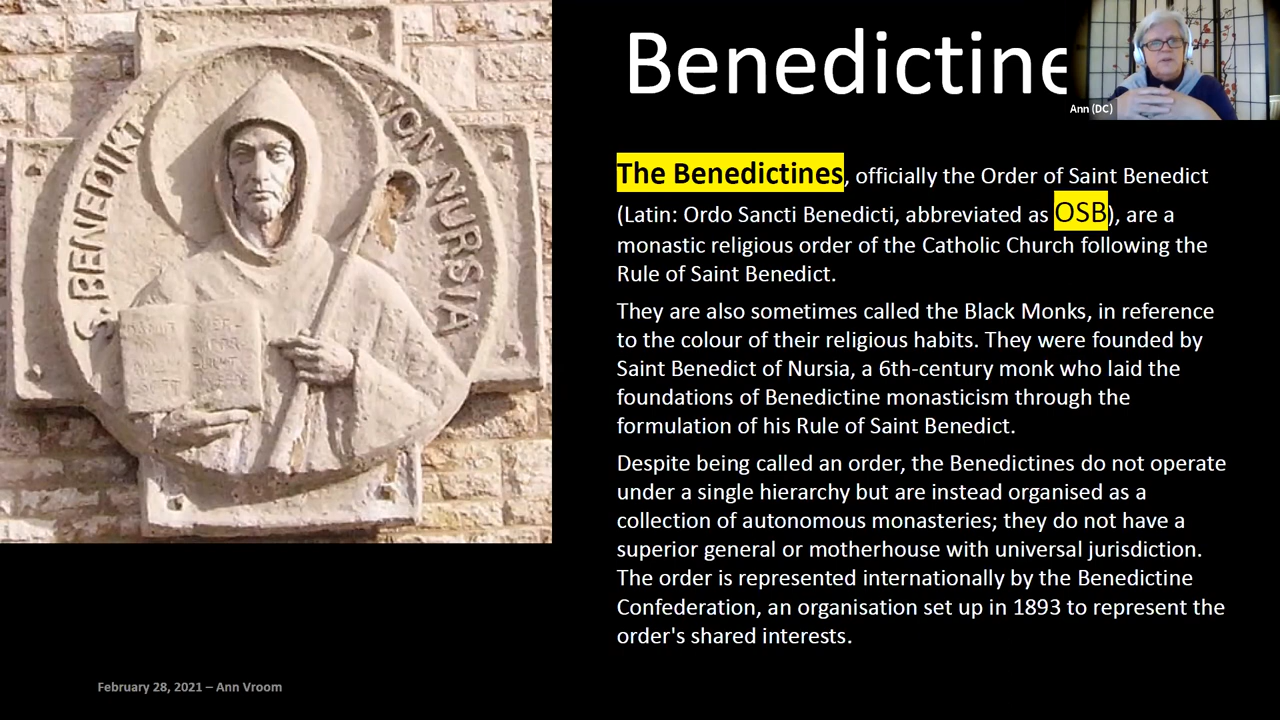 S. BENEDIKT VON NURSIA
Benedictine
Ann (DC)
The Benedictines, officially the Order of Saint Benedict
(Latin: Ordo Sancti Benedicti, abbreviated as OSB), are a
monastic religious order of the Catholic Church following the
Rule of Saint Benedict.
They are also sometimes called the Black Monks, in reference
to the colour of their religious habits. They were founded by
Saint Benedict of Nursia, a 6th-century monk who laid the
foundations of Benedictine monasticism through the
formulation of his Rule of Saint Benedict.
Despite being called an order, the Benedictines do not operate
under a single hierarchy but are instead organised as a
collection of autonomous monasteries; they do not have a
superior general or motherhouse with universal jurisdiction.
The order is represented internationally by the Benedictine
Confederation, an organisation set up in 1893 to represent the
order's shared interests.
February 28, 2021 – Ann Vroom